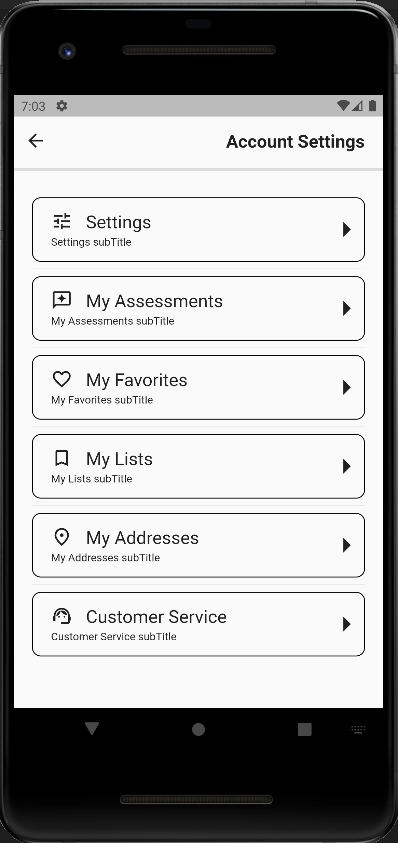 7:03
Account Settings
Settings
Settings subTitle
My Assessments
My Assessments subTitle
My Favorites
My Favorites subTitle
My Lists
My Lists subTitle
My Addresses
My Addresses subTitle
Customer Service
Customer Service subTitle